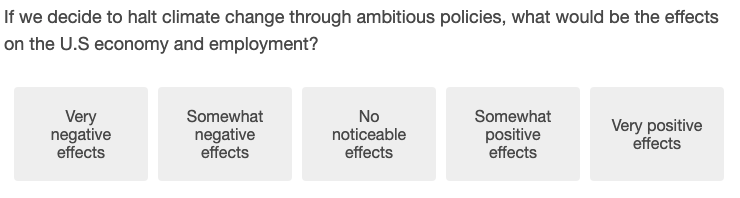 If we decide to halt climate change through ambitious policies, what would be the effects
on the U.S economy and employment?
Very
negative
effects
Somewhat
negative
effects
No
noticeable
effects
Somewhat
positive
effects
Very positive
effects